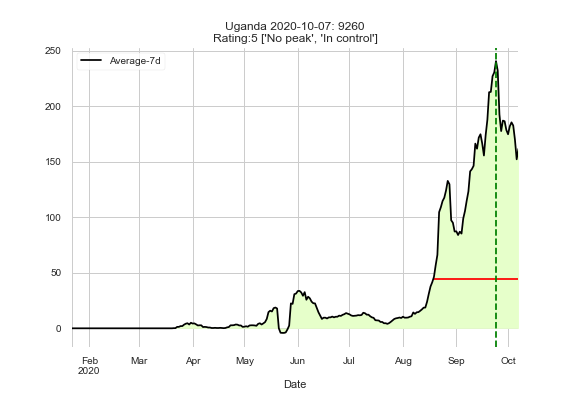 Uganda 2020-10-07: 9260
Rating:5 ['No peak', 'In control']
Average-7d
250
200
150
100
50
0
Feb Mar Apr May Jun Jul Aug Sep Oct
2020
Date